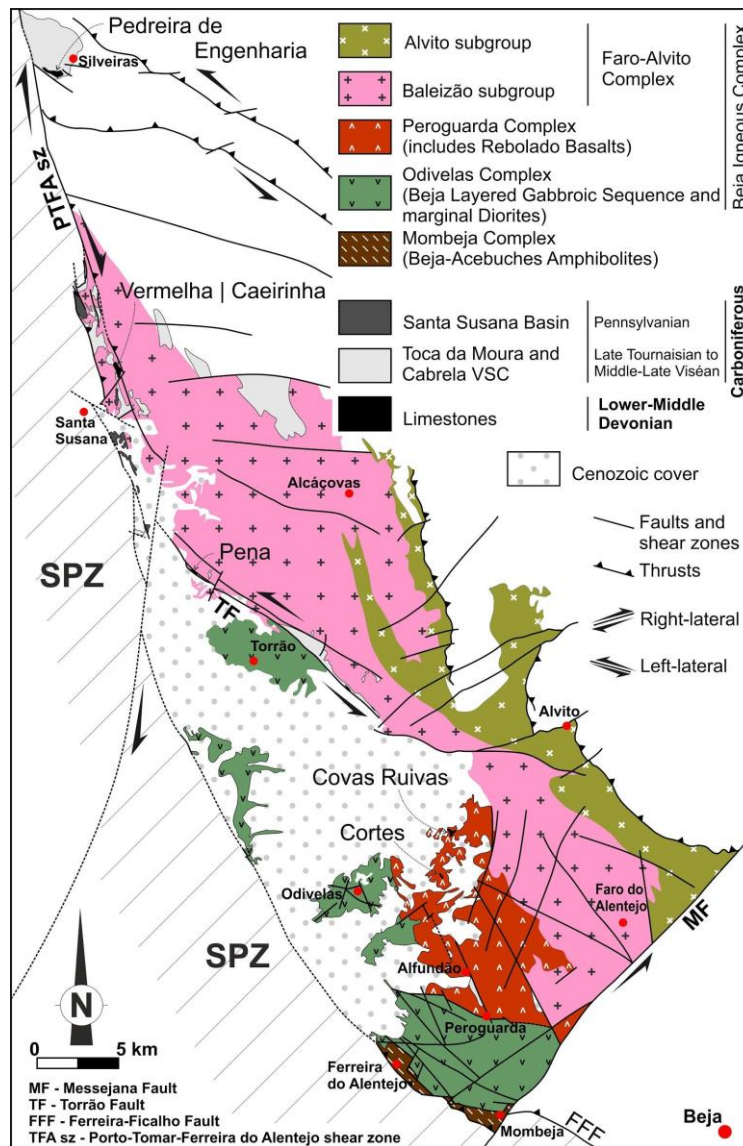 Pedreira de
Engenharia
Silveiras
PTFA sz
Vermelha | Caeirinha
Santa
Susana
Alcáçovas
SPZ
Pena
TF
Torrão
Alvito
Covas Ruivas
Cortes
Odivelas
Faro do
Alentejo
MF
SPZ
Alfundão
Peroguarda
Ferreira
do Alentejo
Mombeja
FFF
Beja
N
0 5 km
MF - Messejana Fault
TF - Torrão Fault
FFF - Ferreira-Ficalho Fault
TFA sz - Porto-Tomar-Ferreira do Alentejo shear zone
Alvito subgroup
Baleizão subgroup
Faro-Alvito
Complex
Peroguarda Complex
(includes Rebolado Basalts)
Odivelas Complex
(Beja Layered Gabbroic Sequence and
marginal Diorites)
Beja Igneous Complex
Mombeja Complex
(Beja-Acebuches Amphibolites)
Santa Susana Basin
Pennsylvanian
Toca da Moura and
Cabrela VSC
Late Tournaisian to
Middle-Late Viséan
Carboniferous
Limestones
Lower-Middle
Devonian
Cenozoic cover
Faults and
shear zones
Thrusts
Right-lateral
Left-lateral